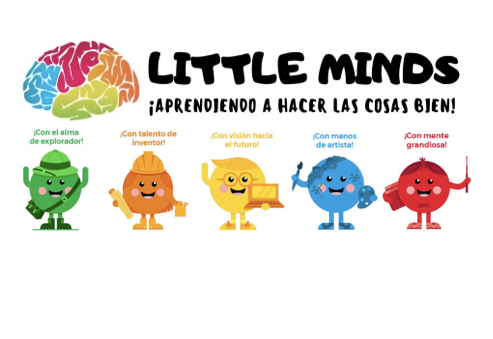 LITTLE MINDS
¡APRENDIENDO A HACER LAS COSAS BIEN!
¡Con el alma
de explorador!
¡Con talento de
inventor!
¡Con visión hacia
el futuro!
¡Con manos
de artista!
¡Con mente
grandiosa!